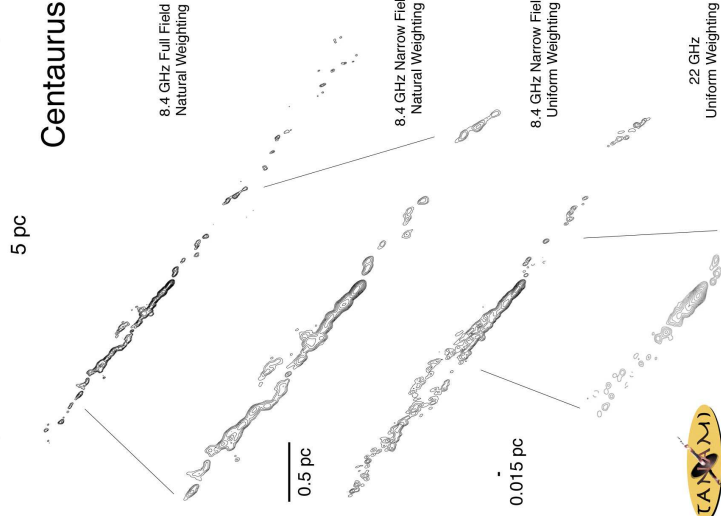 Centaurus
5 pc
8.4 GHz Full Field
Natural Weighting
8.4 GHz Narrow Fiel
Natural Weighting
0.5 pc
8.4 GHz Narrow Field
Uniform Weighting
0.015 pc
22 GHz
Uniform Weighting
TANAMI